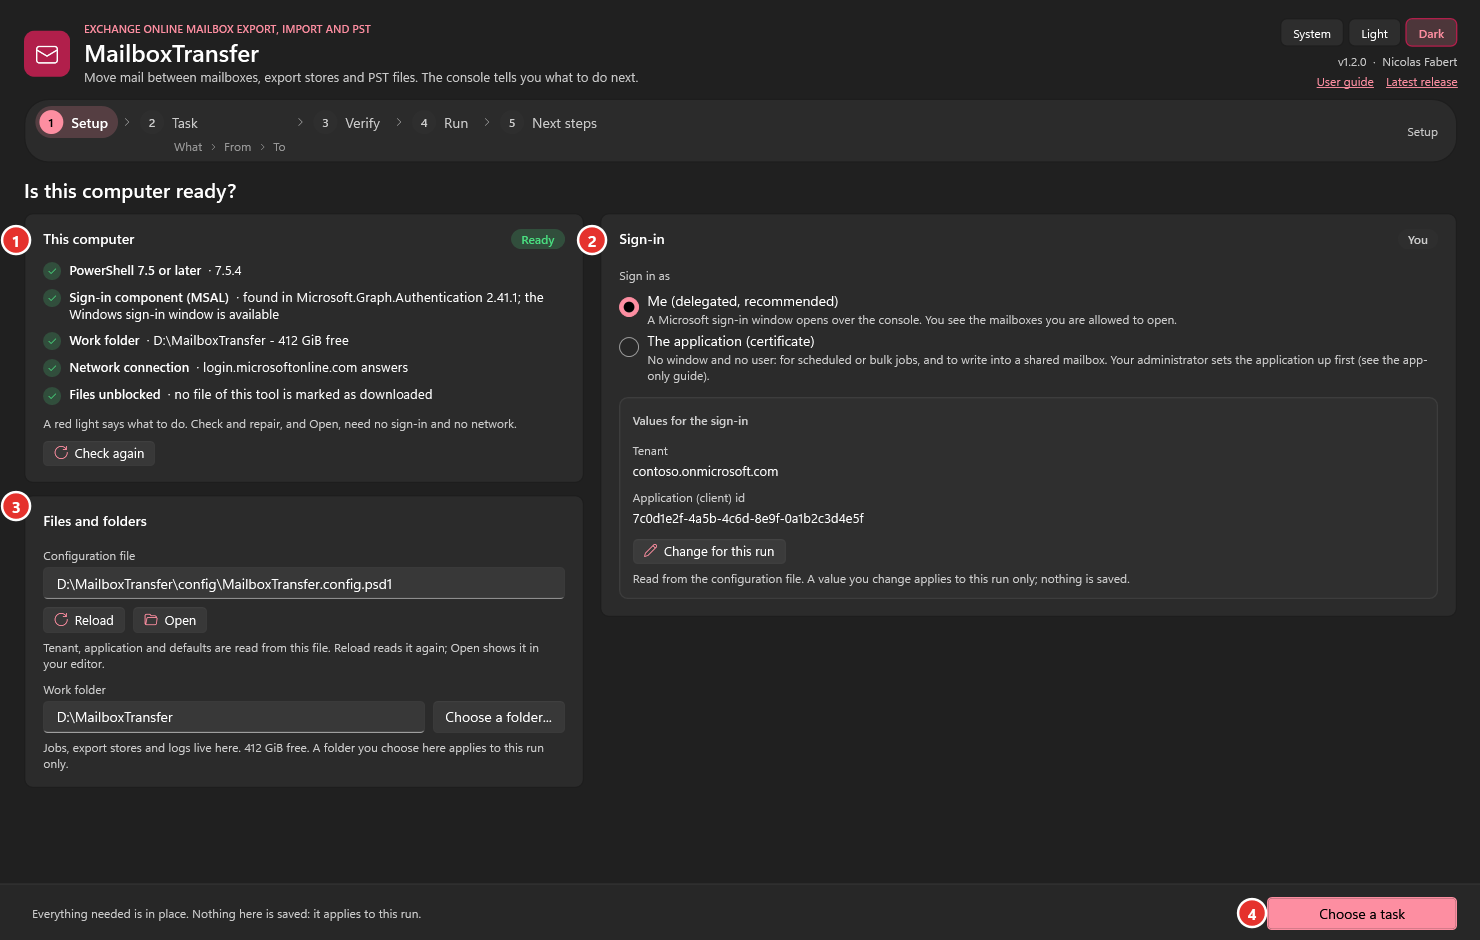 EXCHANGE ONLINE MAILBOX EXPORT, IMPORT AND PST
MailboxTransfer
Move mail between mailboxes, export stores and PST files. The console tells you what to do next.
System
Light
Dark
v1.2.0 · Nicolas Fabert
User guide
Latest release
1 Setup
2 Task
3 Verify
4 Run
5 Next steps
What > From > To
Setup
Is this computer ready?
1
This computer
Ready
PowerShell 7.5 or later · 7.5.4
Sign-in component (MSAL) · found in Microsoft.Graph.Authentication 2.41.1; the
Windows sign-in window is available
Work folder · D:\MailboxTransfer - 412 GiB free
Network connection · login.microsoftonline.com answers
Files unblocked · no file of this tool is marked as downloaded
A red light says what to do. Check and repair, and Open, need no sign-in and no network.
Check again
2
Sign-in
You
Sign in as
Me (delegated, recommended)
A Microsoft sign-in window opens over the console. You see the mailboxes you are allowed to open.
The application (certificate)
No window and no user: for scheduled or bulk jobs, and to write into a shared mailbox. Your administrator sets the application up first (see the app-
only guide).
Values for the sign-in
Tenant
contoso.onmicrosoft.com
Application (client) id
7c0d1e2f-4a5b-4c6d-8e9f-0a1b2c3d4e5f
Change for this run
Read from the configuration file. A value you change applies to this run only; nothing is saved.
3
Files and folders
Configuration file
D:\MailboxTransfer\config\MailboxTransfer.config.psd1
Reload
Open
Tenant, application and defaults are read from this file. Reload reads it again; Open shows it in
your editor.
Work folder
D:\MailboxTransfer
Choose a folder...
Jobs, export stores and logs live here. 412 GiB free. A folder you choose here applies to this run
only.
Everything needed is in place. Nothing here is saved: it applies to this run.
4
Choose a task